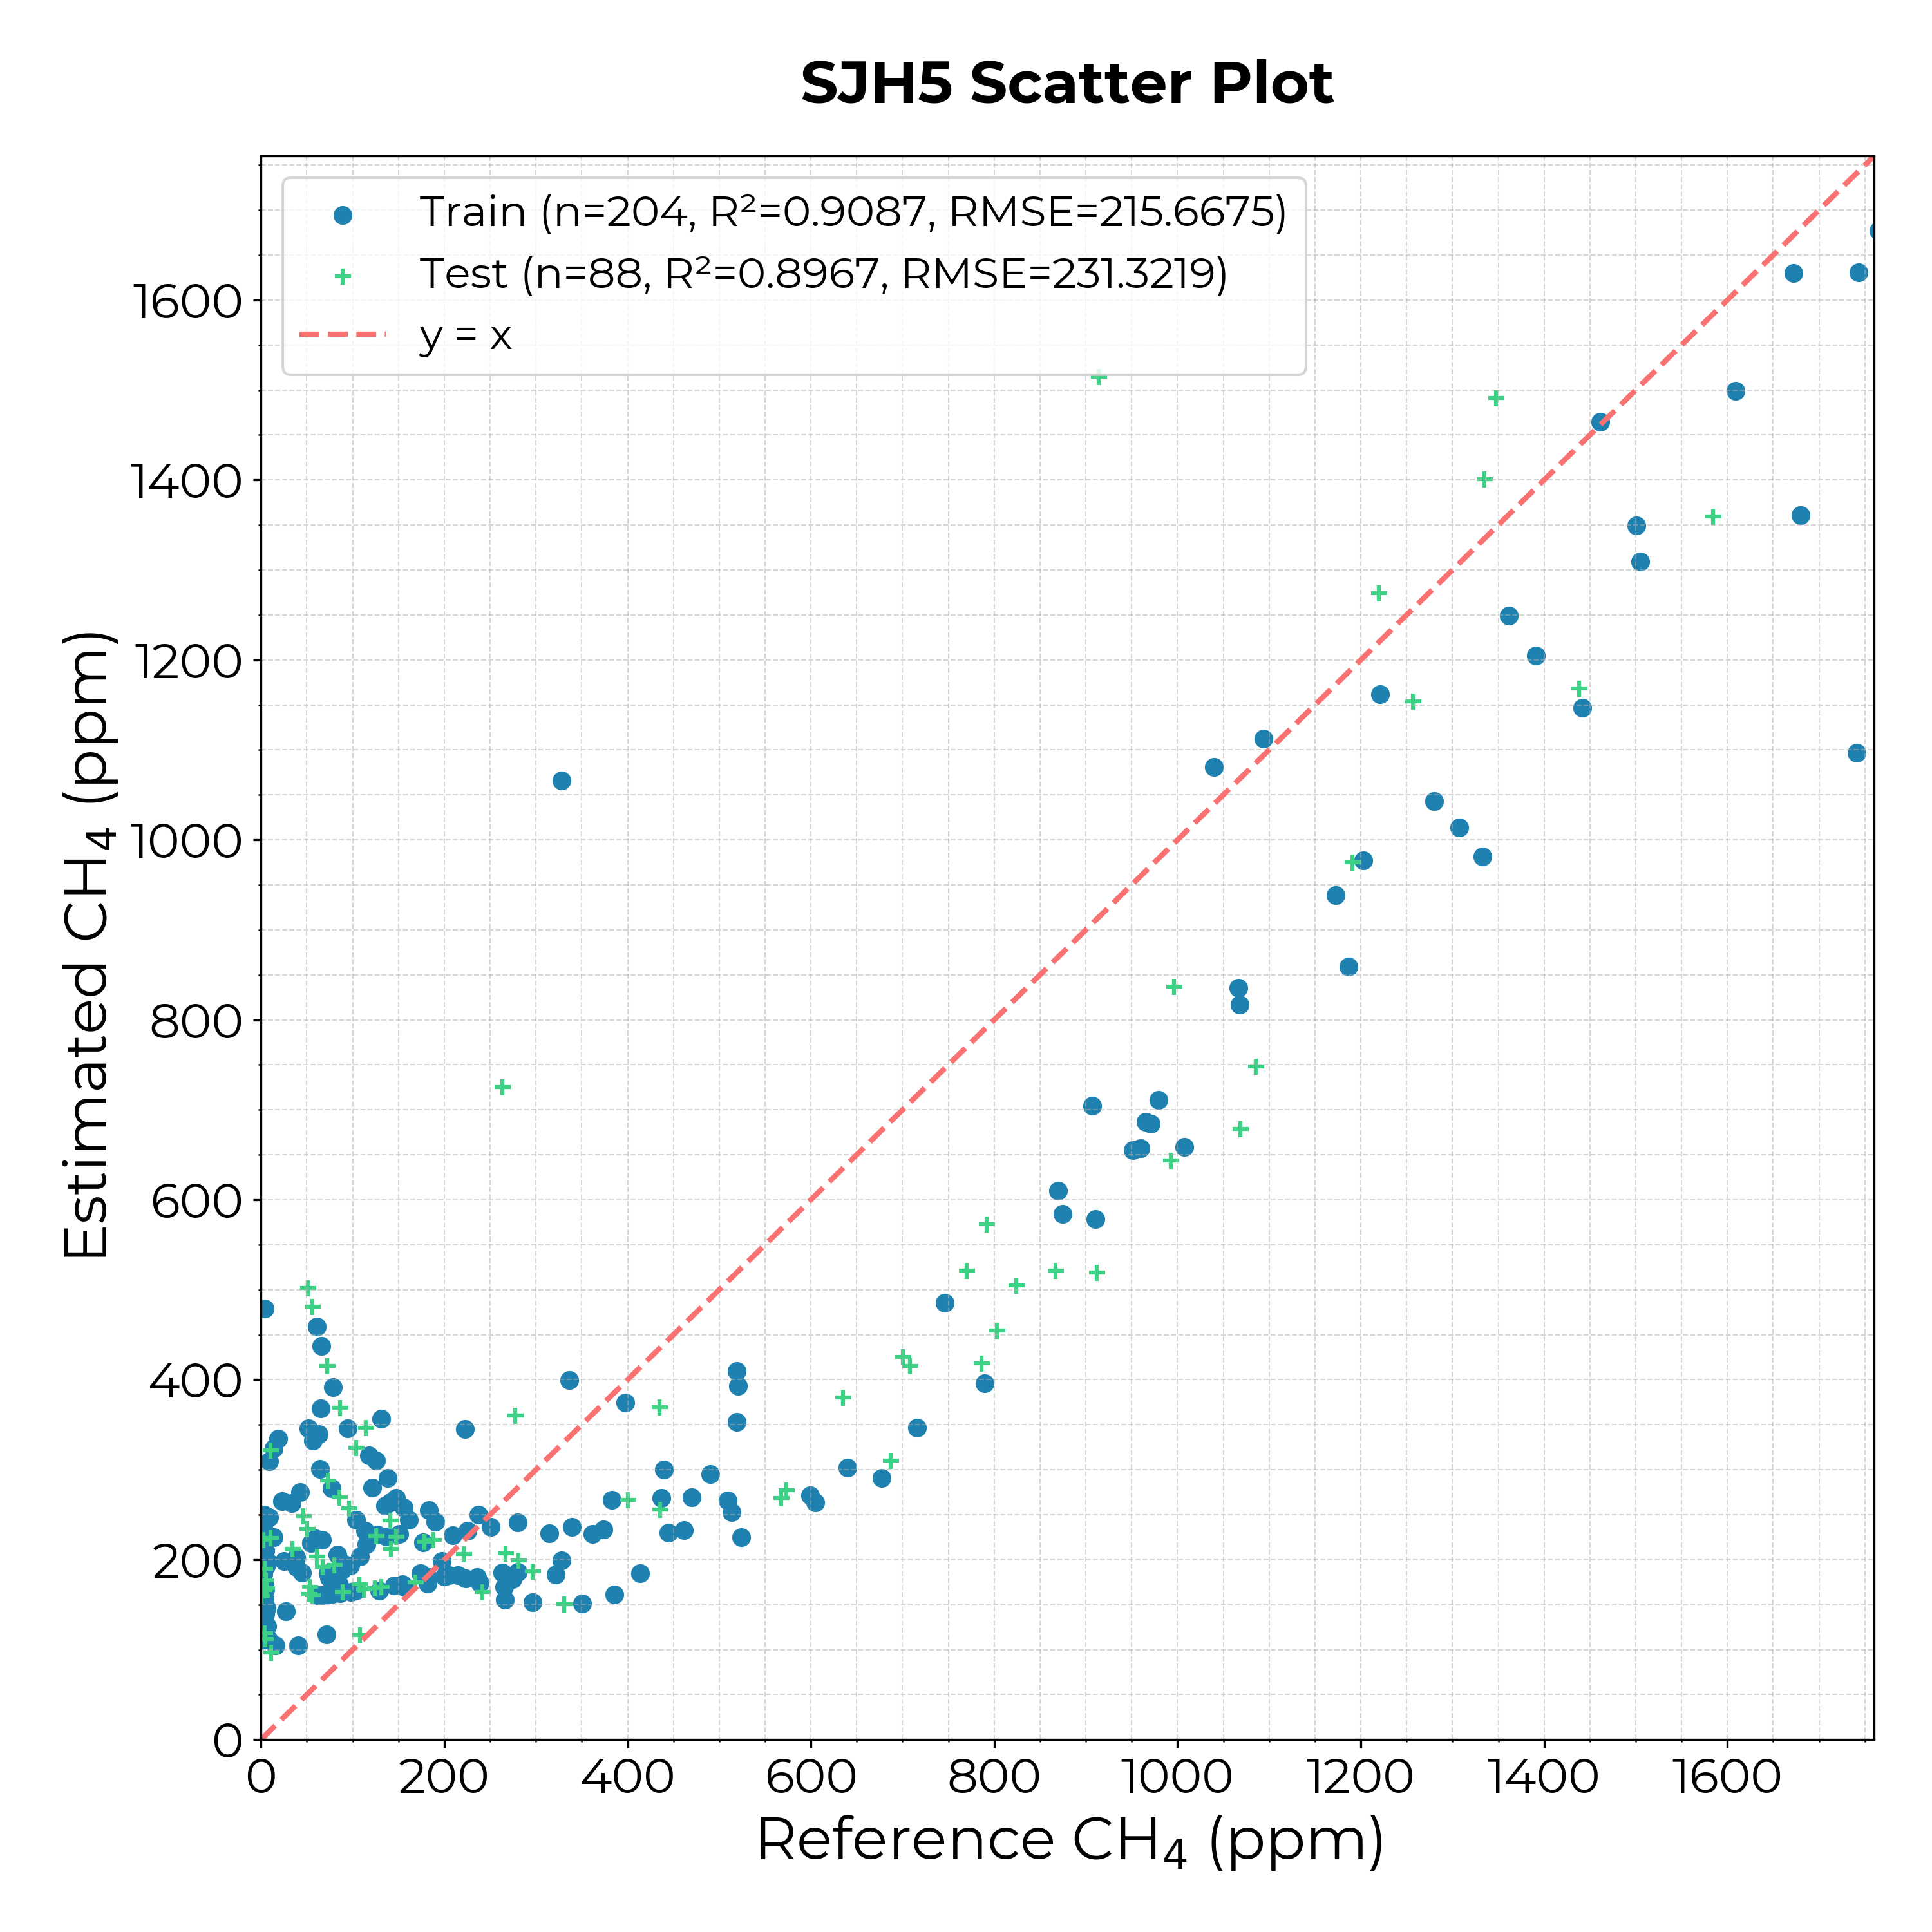 SJH5 Scatter Plot
Train (n=204, R²=0.9087, RMSE=215.6675)
Test (n=88, R²=0.8967, RMSE=231.3219)
y = x
Estimated CH₄ (ppm)
1600
1400
1200
1000
800
600
400
200
0
0 200 400 600 800 1000 1200 1400 1600
Reference CH₄ (ppm)